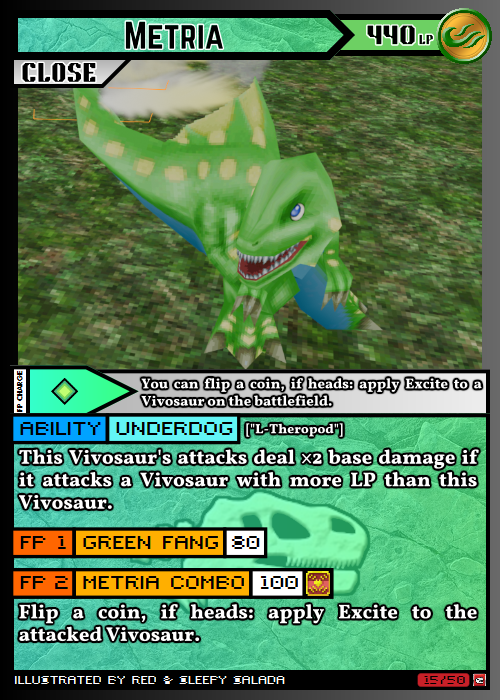 METRIA
440 LP
CLOSE
FP CHARGE
You can flip a coin, if heads: apply Excite to a
Vivosaur on the battlefield.
ABILITY UNDERDOG ["L-Theropod"]
This Vivosaur's attacks deal x2 base damage if
it attacks a Vivosaur with more LP than this
Vivosaur.
FP 1 GREEN FANG 80
FP 2 METRIA COMBO 100
Flip a coin, if heads: apply Excite to the
attacked Vivosaur.
ILLUSTRATED BY RED & SLEEPY SALADA
15/50